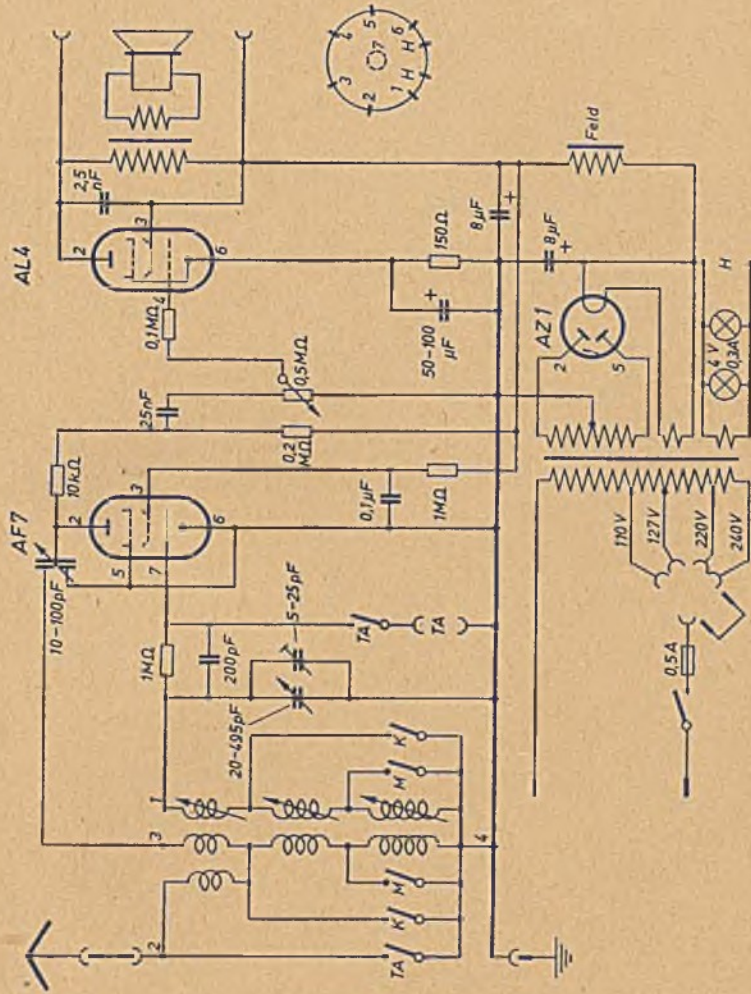 AF7
AL4
10–100pF
2
10kΩ
5
3
7
6
25nF
2
2,5 nF
3
4
6
0,1MΩ
1
2
3
4
5
6
H
H
7
1MΩ
200pF
5–25pF
20–495pF
TA
TA
0,1µF
1MΩ
0,2 MΩ
0,5MΩ
50–100 µF
150Ω
8µF
+
+
8µF
+
Feld
2
3
1
4
TA
K
M
M
K
AZ1
2
5
110V
127V
220V
240V
0,5A
4V
0,3A
H